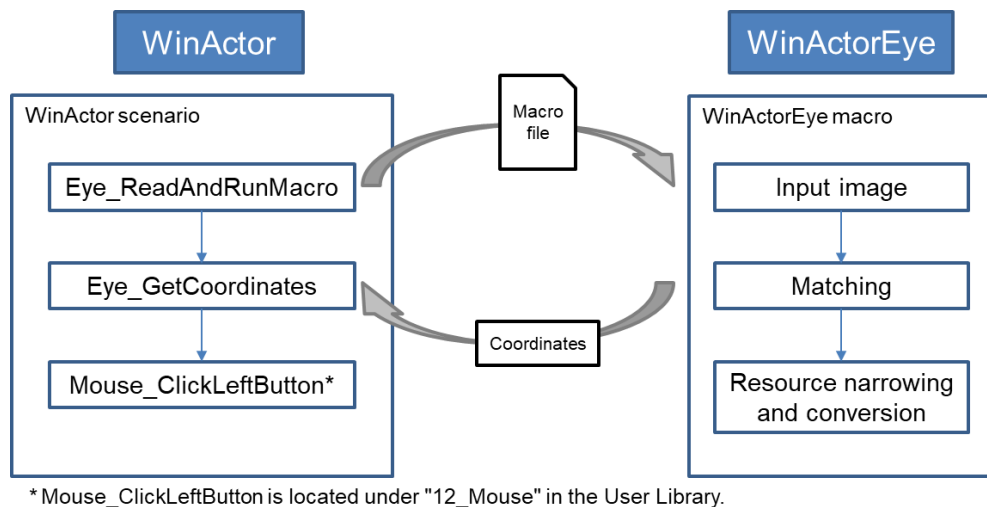 WinActor
WinActorEye
WinActor scenario
Eye_ReadAndRunMacro
Eye_GetCoordinates
Mouse_ClickLeftButton*
Macro
file
Coordinates
WinActorEye macro
Input image
Matching
Resource narrowing
and conversion
* Mouse_ClickLeftButton is located under "12_Mouse" in the User Library.